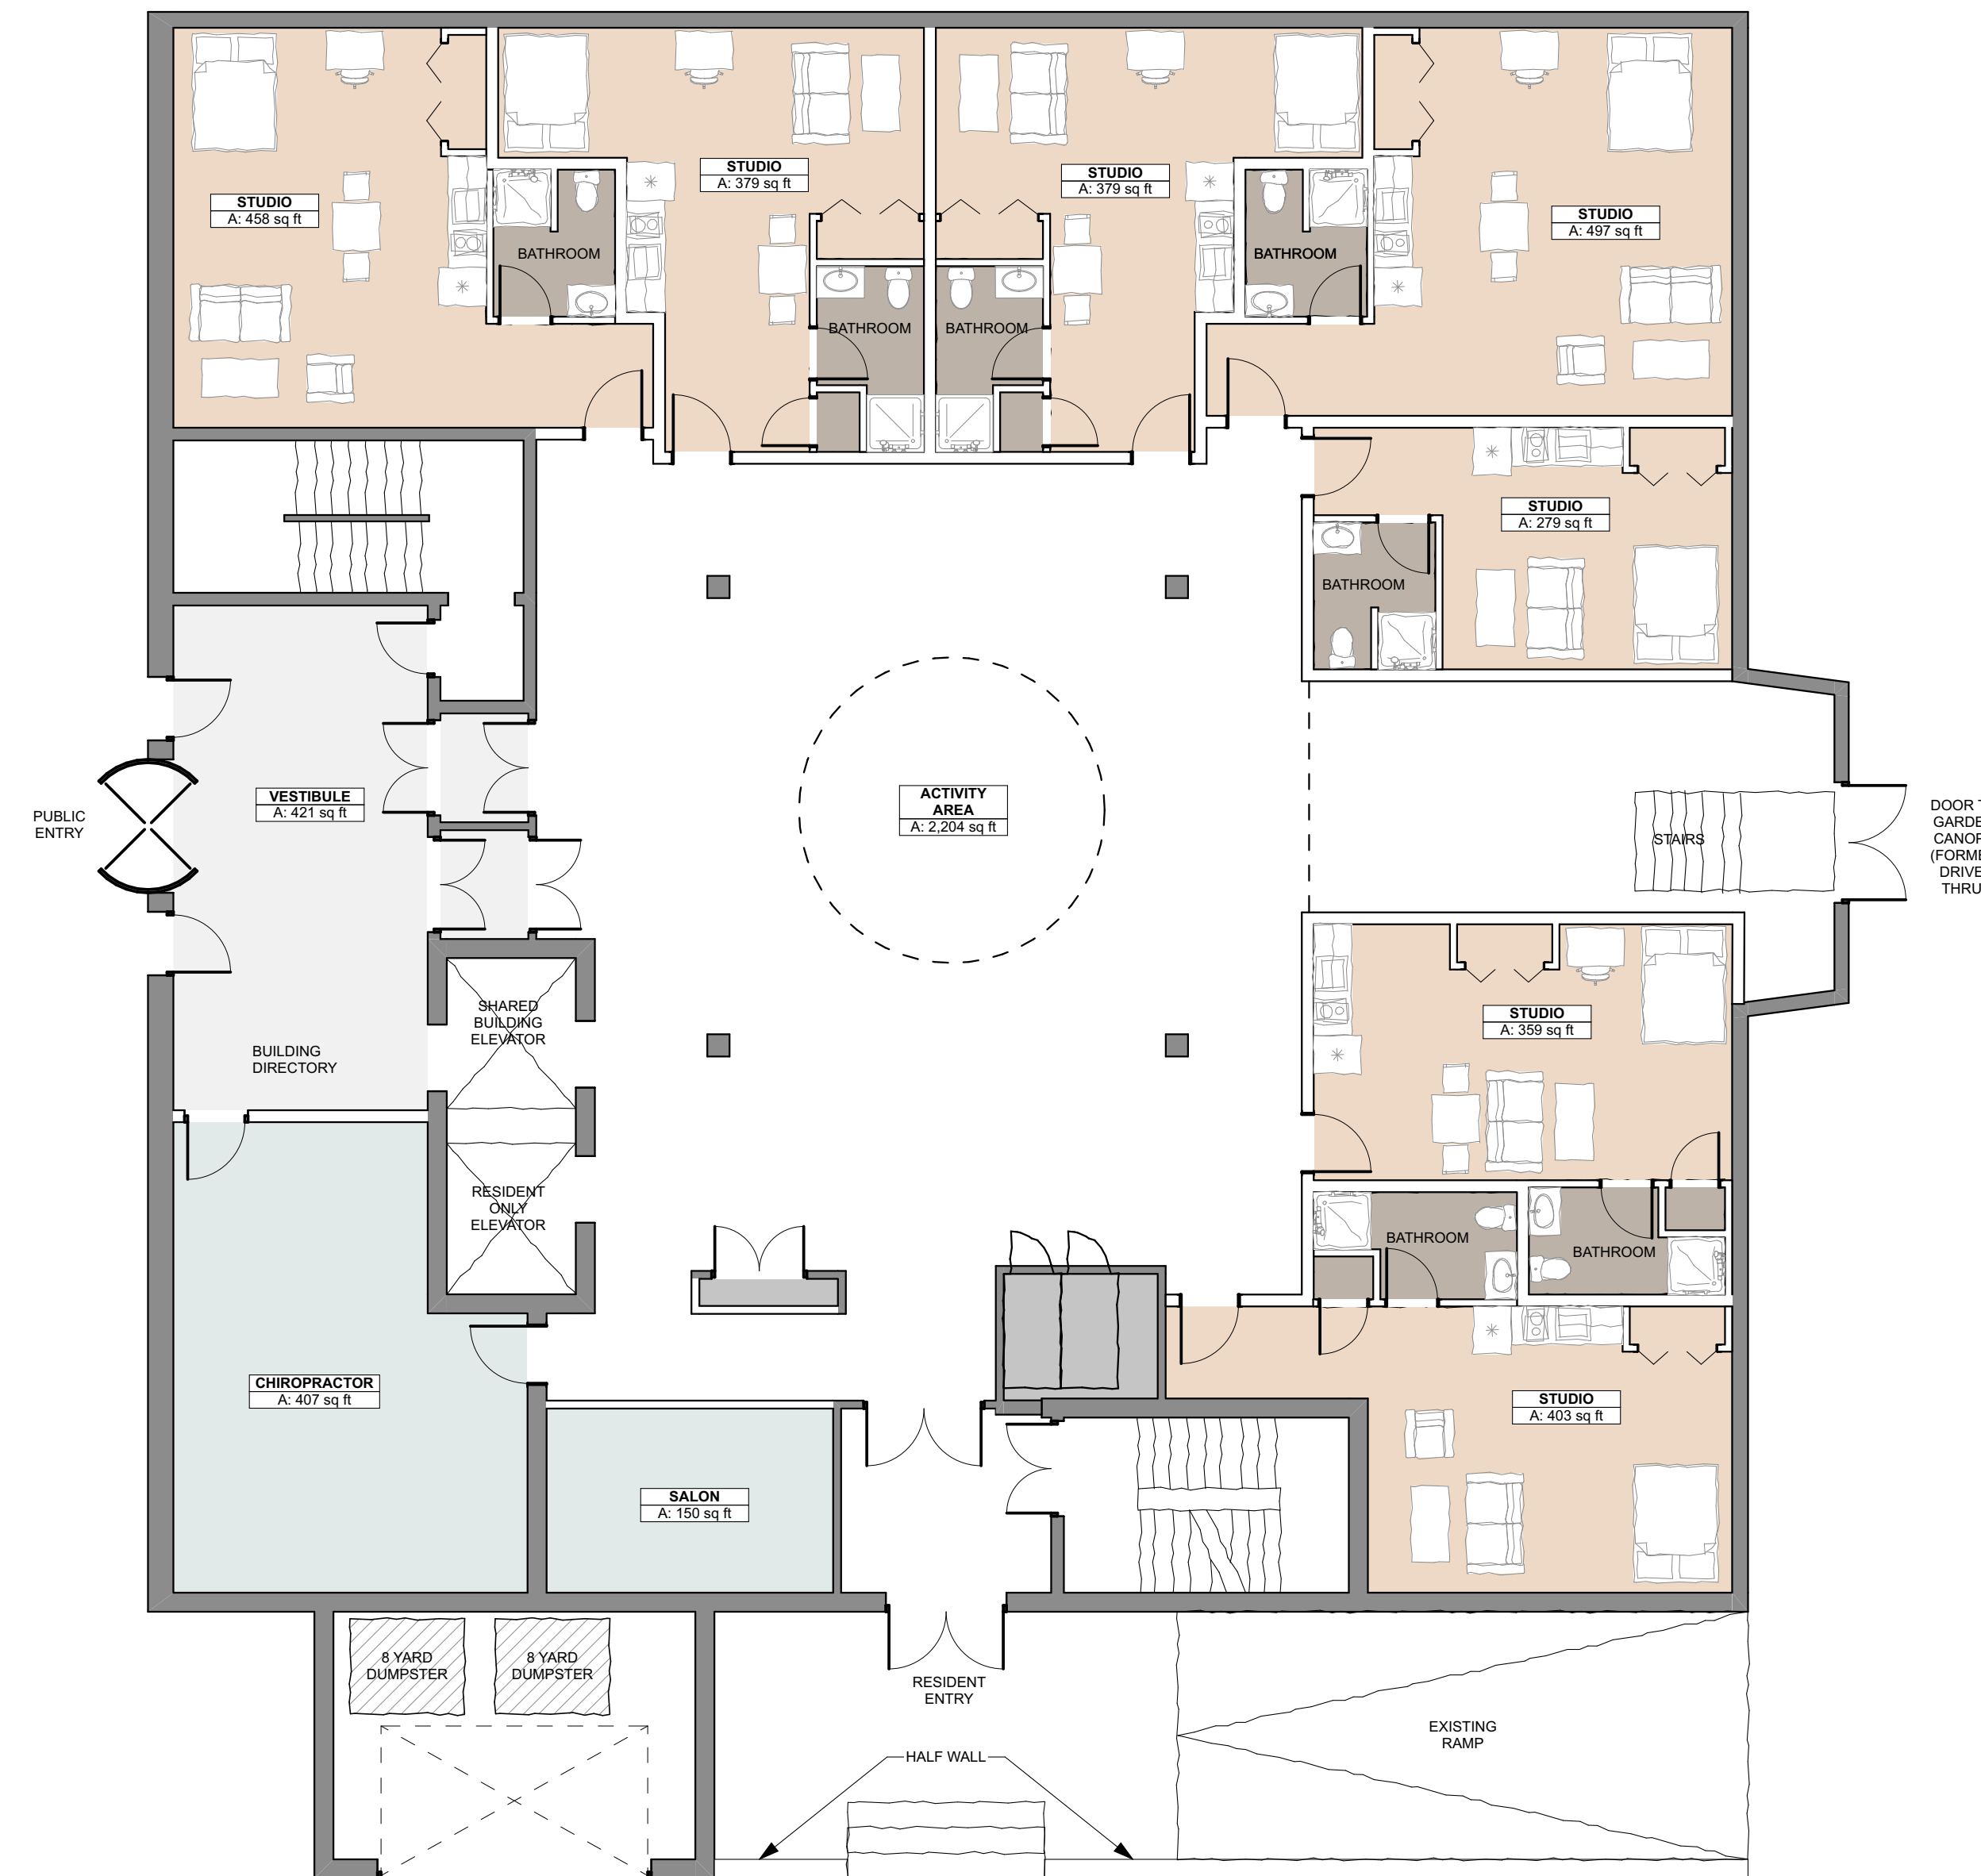 STUDIO
A: 458 sq ft
BATHROOM
STUDIO
A: 379 sq ft
BATHROOM
STUDIO
A: 379 sq ft
BATHROOM
BATHROOM
STUDIO
A: 497 sq ft
STUDIO
A: 279 sq ft
BATHROOM
PUBLIC
ENTRY
VESTIBULE
A: 421 sq ft
ACTIVITY
AREA
A: 2,204 sq ft
STAIRS
DOOR
(FORME
DRIVE
THRU
SHARED
BUILDING
ELEVATOR
BUILDING
DIRECTORY
STUDIO
A: 359 sq ft
RESIDENT
ONLY
ELEVATOR
BATHROOM
BATHROOM
CHIROPRACTOR
A: 407 sq ft
SALON
A: 150 sq ft
STUDIO
A: 403 sq ft
8 YARD
DUMPSTER
8 YARD
DUMPSTER
RESIDENT
ENTRY
HALF WALL
EXISTING
RAMP